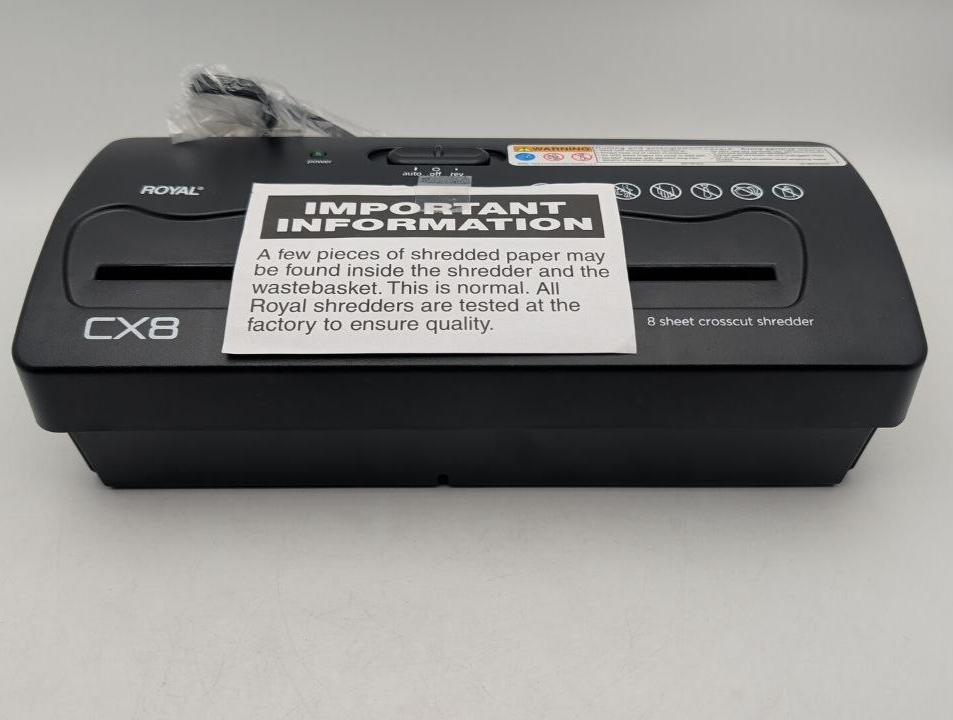 power
auto off rev
WARNING
ROYAL®
IMPORTANT
INFORMATION
A few pieces of shredded paper may
be found inside the shredder and the
wastebasket. This is normal. All
Royal shredders are tested at the
factory to ensure quality.
CX8
8 sheet crosscut shredder